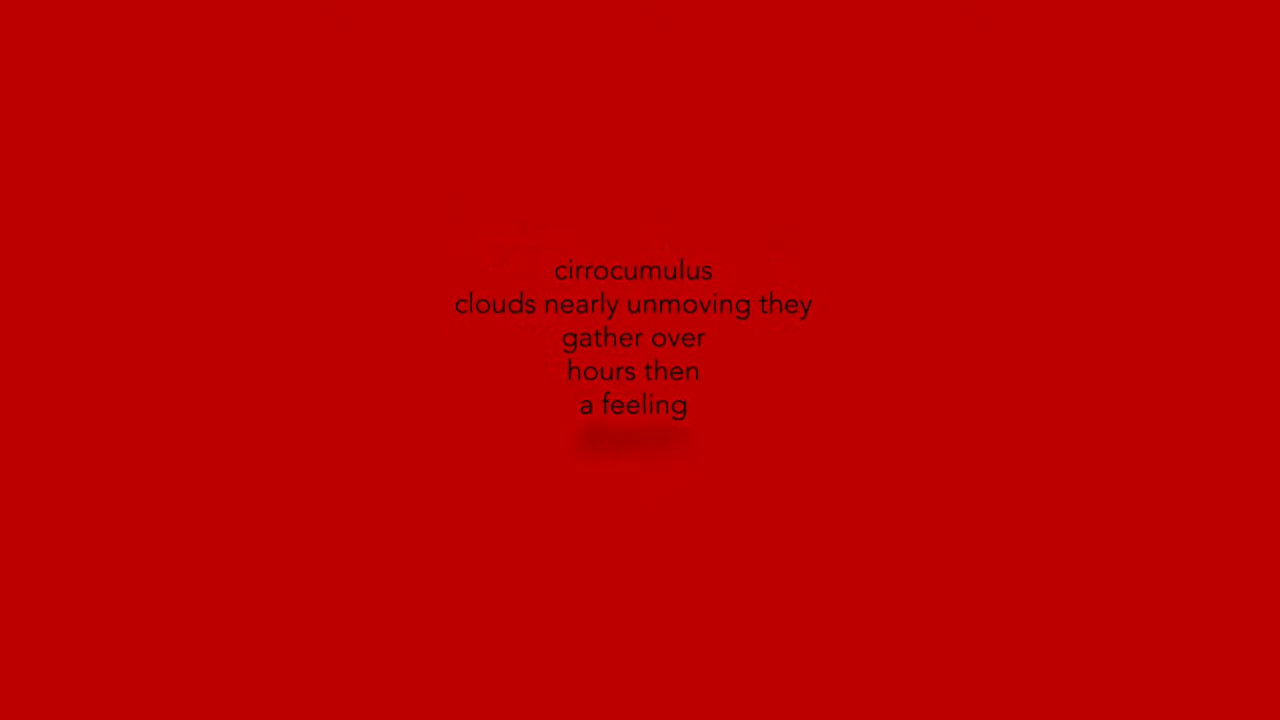 cirrocumulus
clouds nearly unmoving they
gather over
hours then
a feeling